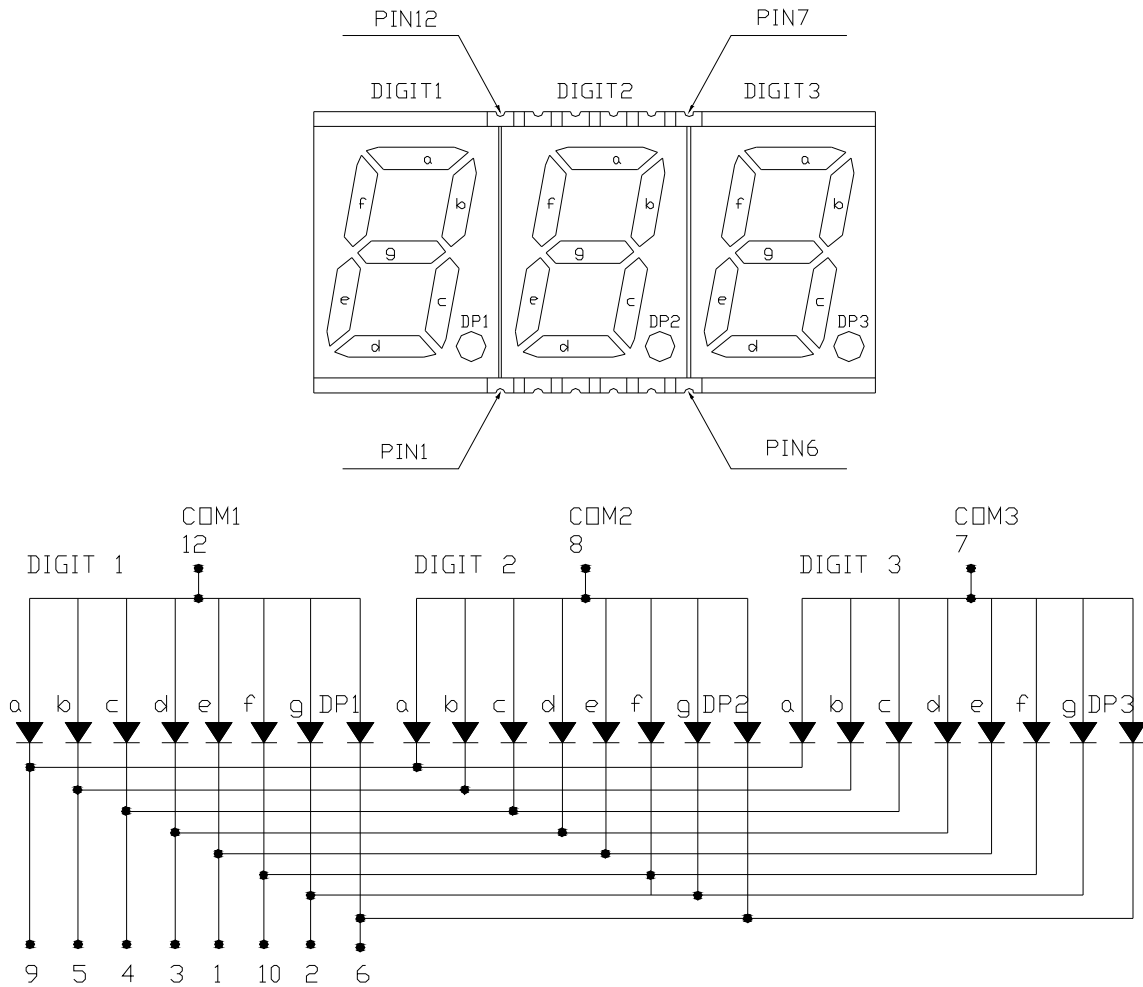 PIN12 PIN7
DIGIT1 DIGIT2 DIGIT3
a a a
f b f b f b
g g g
e c e c e c
DP1 DP2 DP3
d d d
PIN1 PIN6
COM1 COM2 COM3
12 8 7
DIGIT 1 DIGIT 2 DIGIT 3
a b c d e f g DP1 a b c d e f g DP2 a b c d e f g DP3
9 5 4 3 1 10 2 6